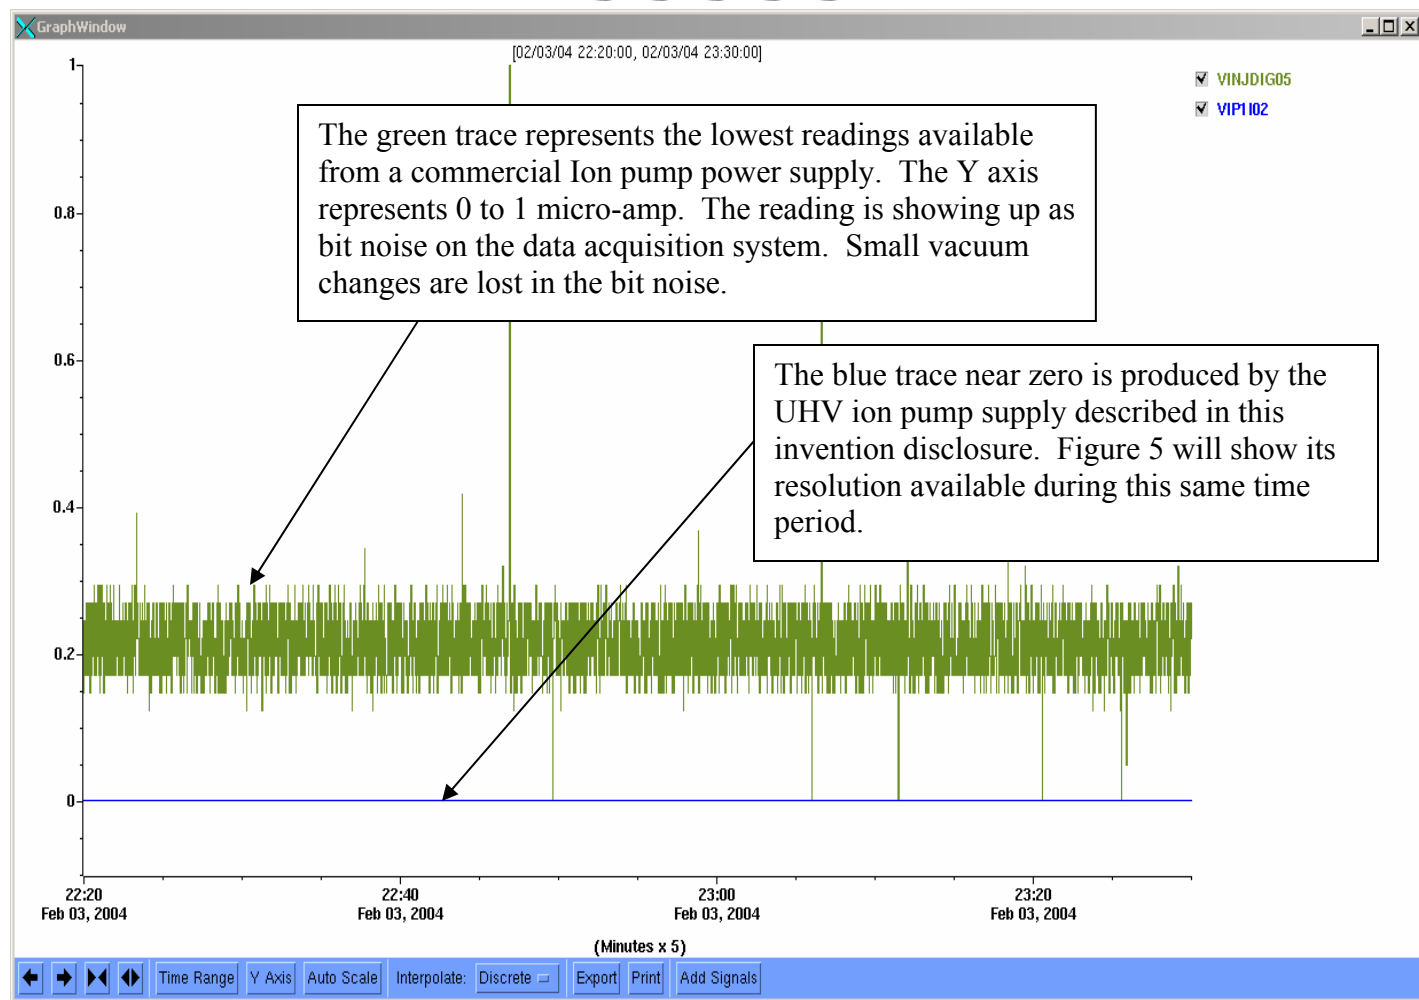 GraphWindow
[02/03/04 22:20:00, 02/03/04 23:30:00]
VINJDIG05
VIP1I02
The green trace represents the lowest readings available
from a commercial Ion pump power supply.  The Y axis
represents 0 to 1 micro-amp.  The reading is showing up as
bit noise on the data acquisition system.  Small vacuum
changes are lost in the bit noise.
The blue trace near zero is produced by the
UHV ion pump supply described in this
invention disclosure.  Figure 5 will show its
resolution available during this same time
period.
1
0.8
0.6
0.4
0.2
0
22:20 22:40 23:00 23:20
Feb 03, 2004 Feb 03, 2004 Feb 03, 2004 Feb 03, 2004
(Minutes x 5)
Time Range Y Axis Auto Scale Interpolate: Discrete Export Print Add Signals